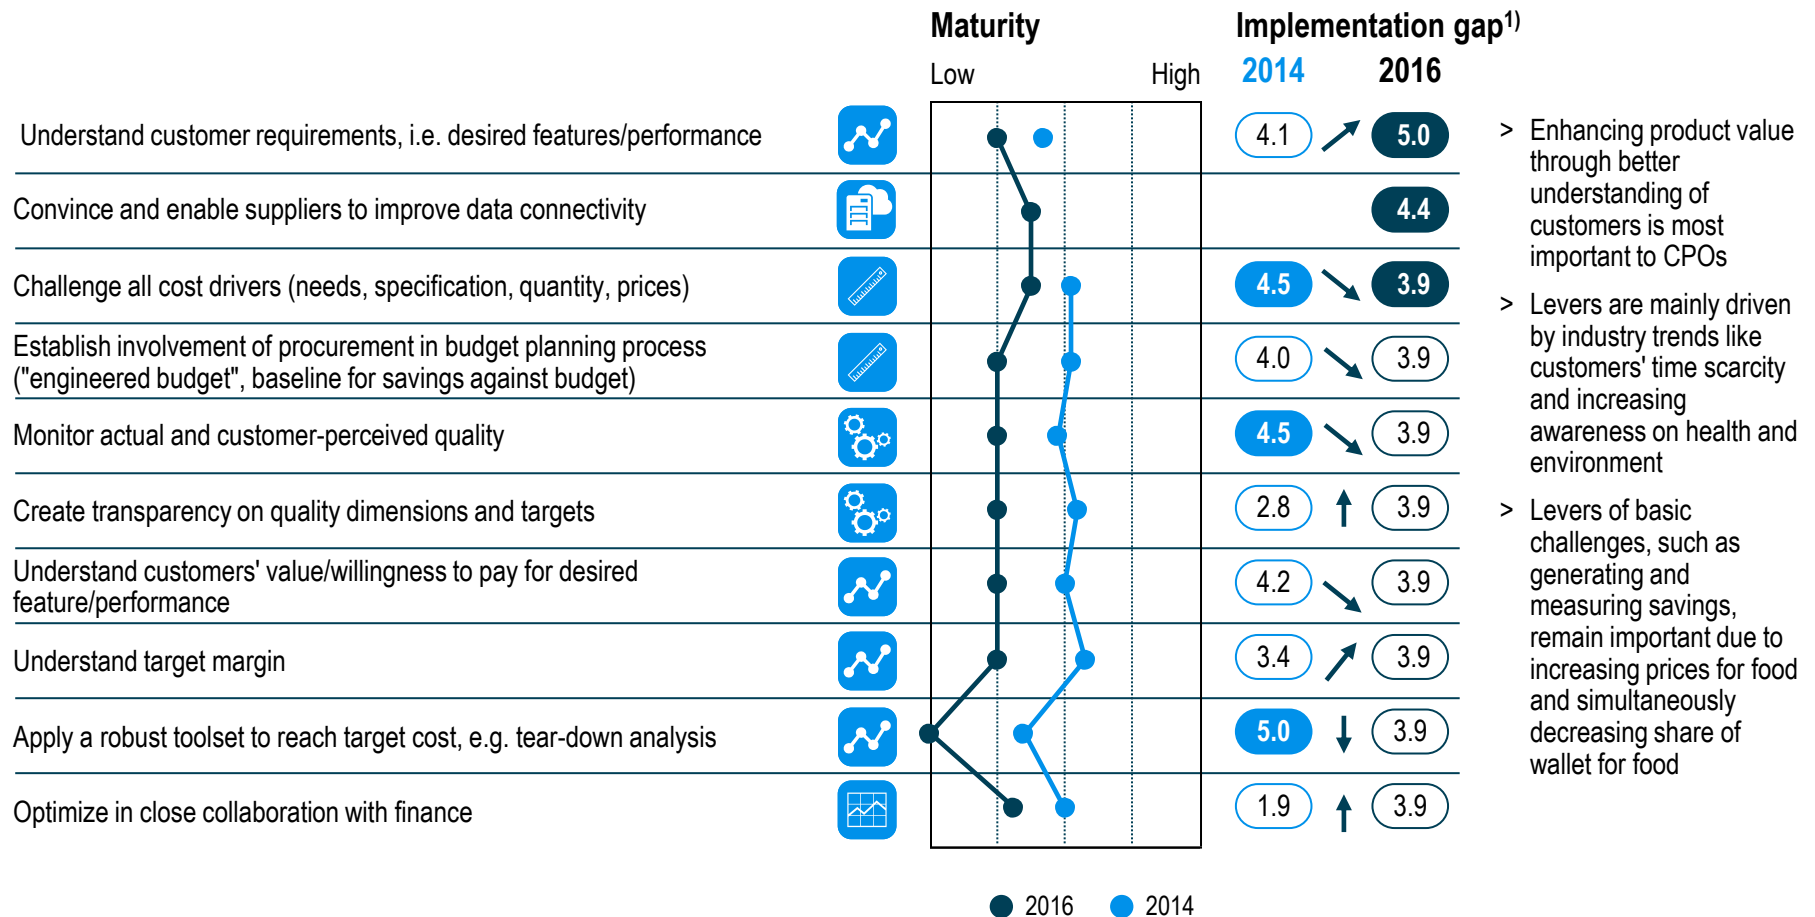 Maturity
Implementation gap1)
Low
High
2014
2016
Understand customer requirements, i.e. desired features/performance
4.1
5.0
Convince and enable suppliers to improve data connectivity
4.4
Challenge all cost drivers (needs, specification, quantity, prices)
4.5
3.9
Establish involvement of procurement in budget planning process
("engineered budget", baseline for savings against budget)
4.0
3.9
Monitor actual and customer-perceived quality
4.5
3.9
Create transparency on quality dimensions and targets
2.8
3.9
Understand customers' value/willingness to pay for desired
feature/performance
4.2
3.9
Understand target margin
3.4
3.9
Apply a robust toolset to reach target cost, e.g. tear-down analysis
5.0
3.9
Optimize in close collaboration with finance
1.9
3.9
> Enhancing product value
through better
understanding of
customers is most
important to CPOs
> Levers are mainly driven
by industry trends like
customers' time scarcity
and increasing
awareness on health and
environment
> Levers of basic
challenges, such as
generating and
measuring savings,
remain important due to
increasing prices for food
and simultaneously
decreasing share of
wallet for food
2016
2014